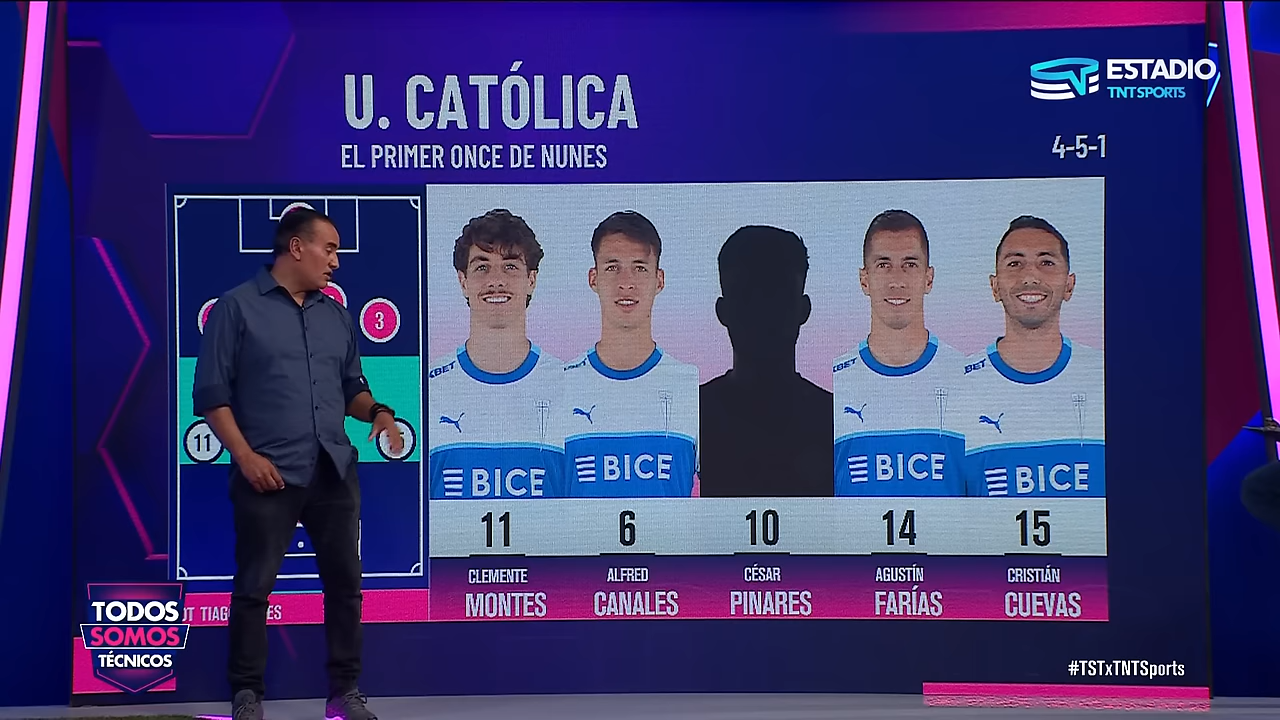 U. CATÓLICA
EL PRIMER ONCE DE NUNES
ESTADIO
TNT SPORTS
4-5-1
3
11
BICE
BICE
BICE
BICE
11
6
10
14
15
CLEMENTE
MONTES
ALFRED
CANALES
CÉSAR
PINARES
AGUSTÍN
FARÍAS
CRISTIÁN
CUEVAS
TODOS
SOMOS
TÉCNICOS
#TSTxTNTSports